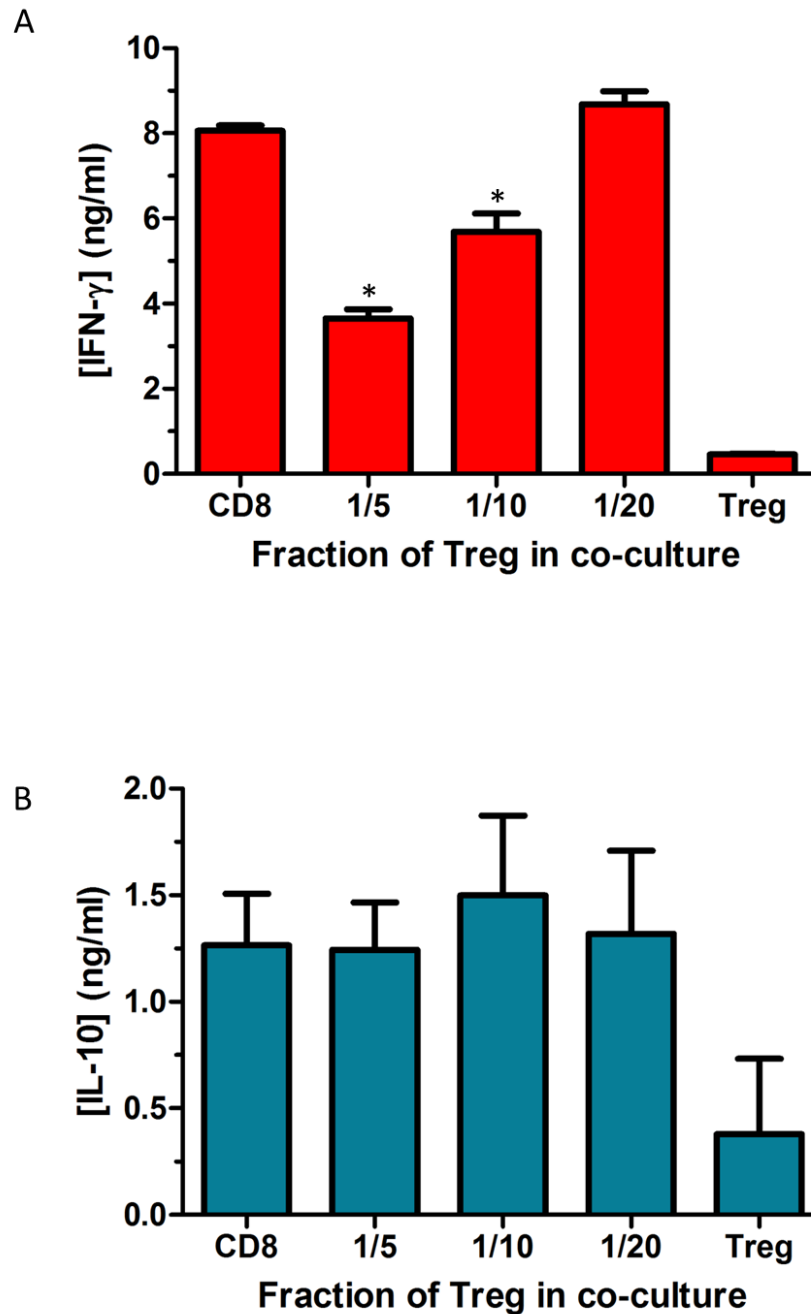 A
[IFN-γ] (ng/ml)
10
8
6
4
2
0
*
*
CD8 1/5 1/10 1/20 Treg
Fraction of Treg in co-culture
B
[IL-10] (ng/ml)
2.0
1.5
1.0
0.5
0.0
CD8 1/5 1/10 1/20 Treg
Fraction of Treg in co-culture